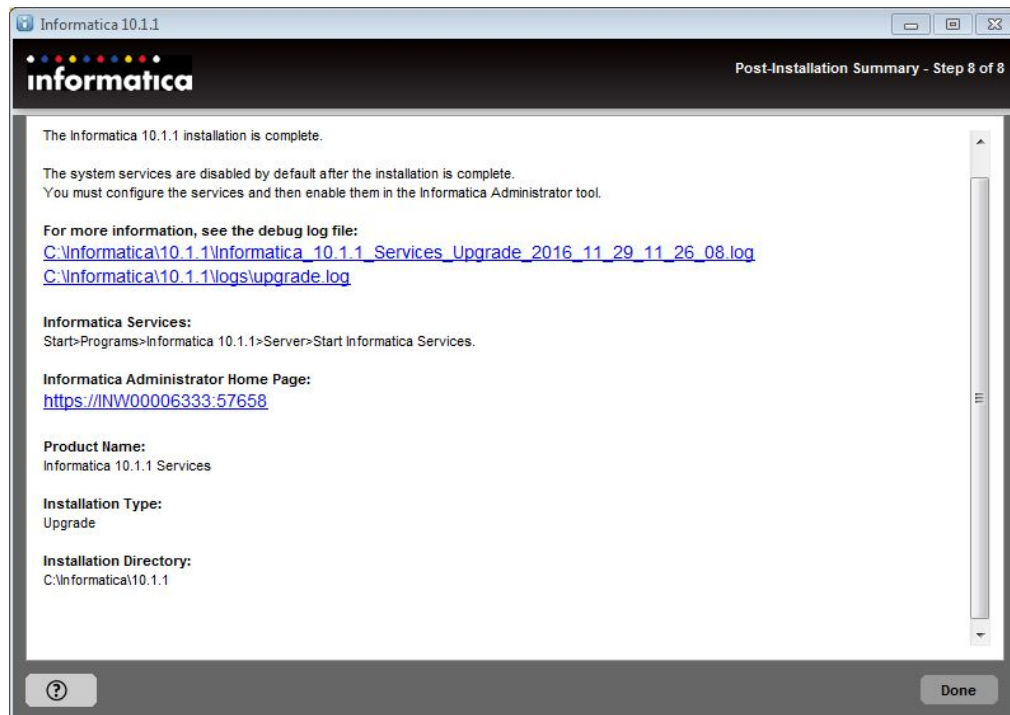 Informatica 10.1.1
informatica
Post-Installation Summary - Step 8 of 8
The Informatica 10.1.1 installation is complete.
The system services are disabled by default after the installation is complete.
You must configure the services and then enable them in the Informatica Administrator tool.
For more information, see the debug log file:
C:\Informatica\10.1.1\Informatica_10.1.1_Services_Upgrade_2016_11_29_11_26_08.log
C:\Informatica\10.1.1\logs\upgrade.log
Informatica Services:
Start>Programs>Informatica 10.1.1>Server>Start Informatica Services.
Informatica Administrator Home Page:
https://INW00006333:57658
Product Name:
Informatica 10.1.1 Services
Installation Type:
Upgrade
Installation Directory:
C:\Informatica\10.1.1
?
Done